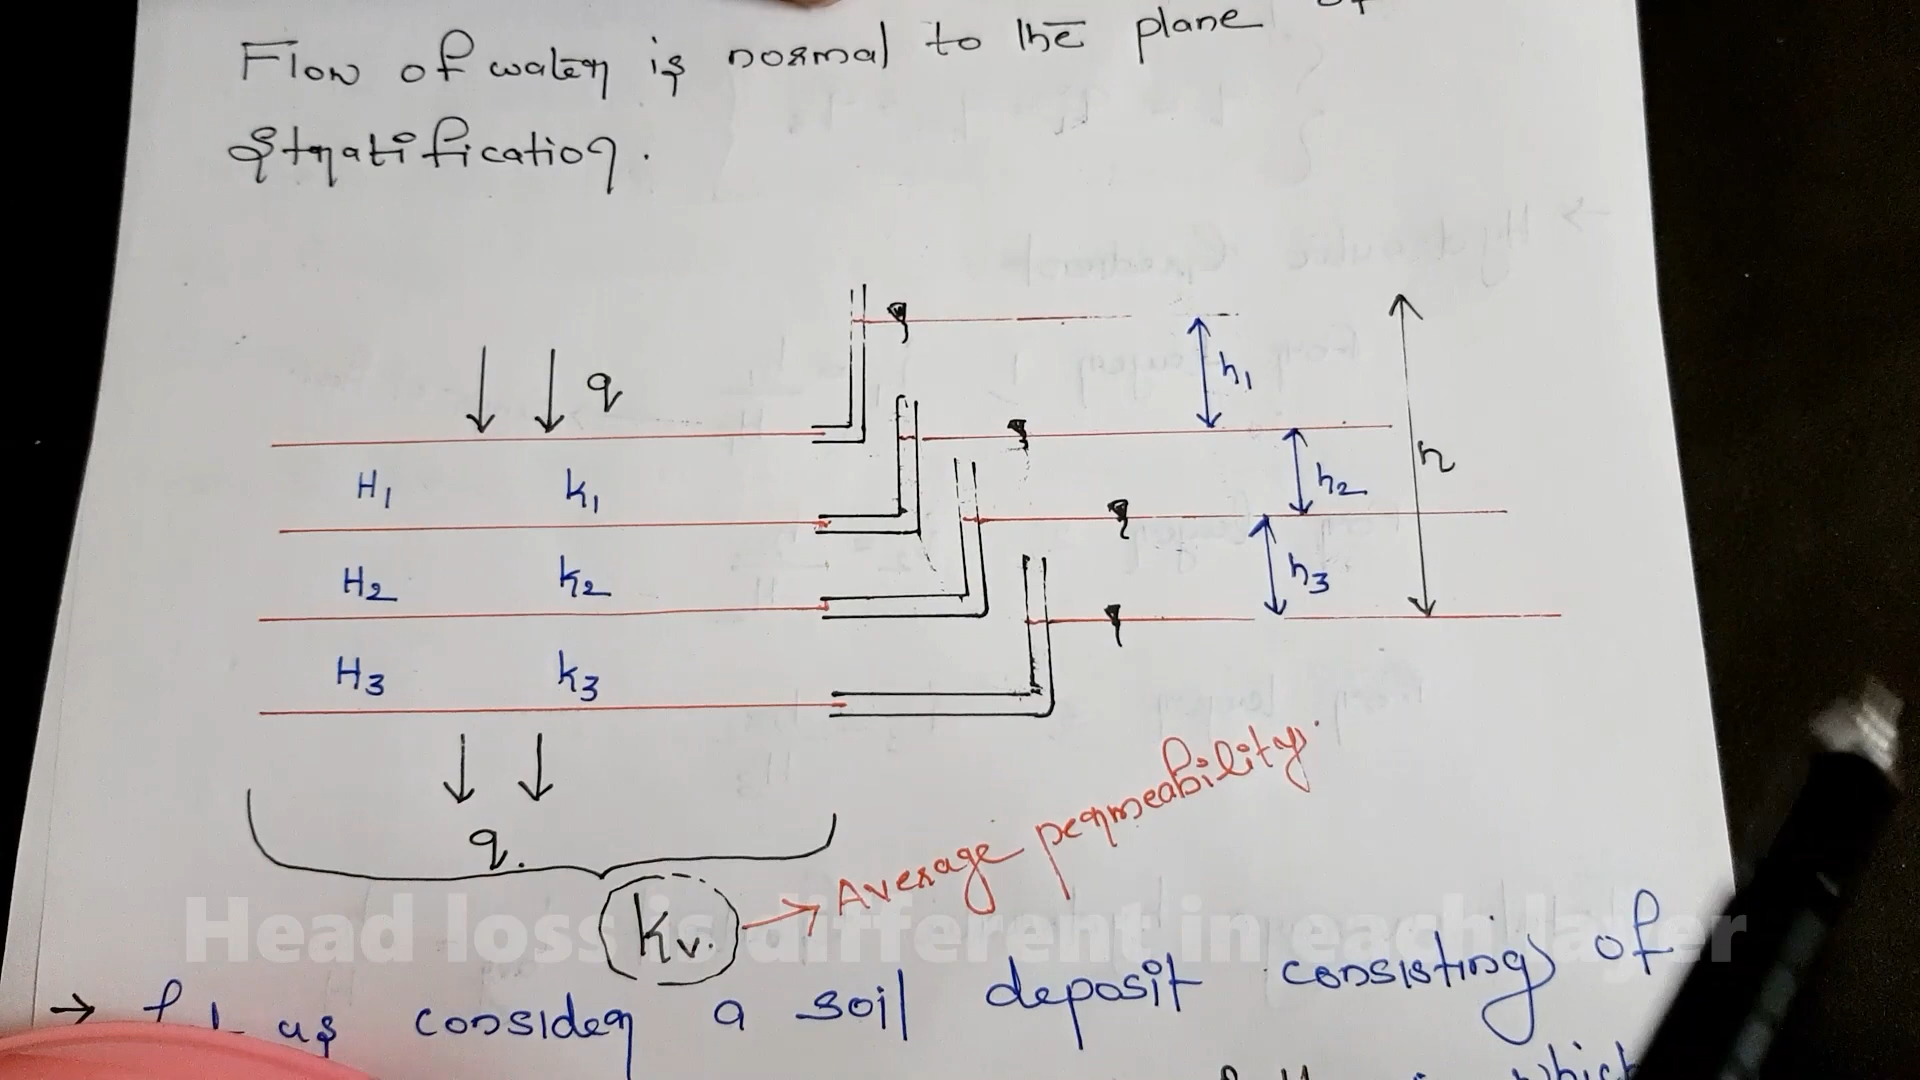 Flow of water is normal to the plane of
stratification.
q
h1
H1 k1
h2
h
H2 k2
h3
H3 k3
q.
Average permeability.
kv.
Head loss is different in each layer
→ us consider a soil deposit consisting of
which